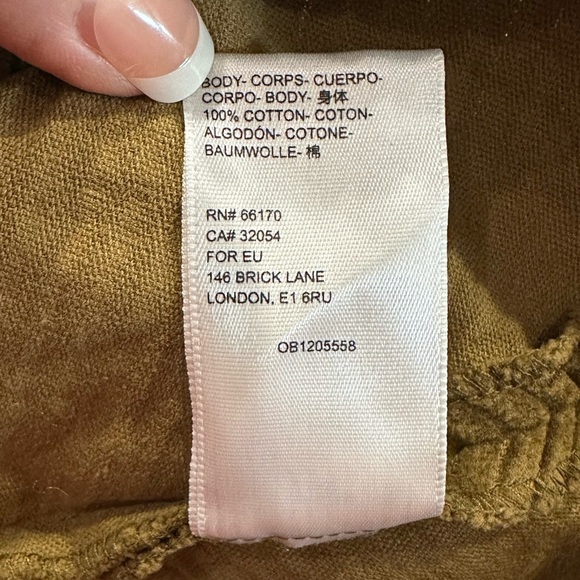 BODY- CORPS- CUERPO-
CORPO- BODY- 身体
100% COTTON- COTON-
ALGODÓN- COTONE-
BAUMWOLLE- 棉
RN# 66170
CA# 32054
FOR EU
146 BRICK LANE
LONDON, E1 6RU
OB1205558